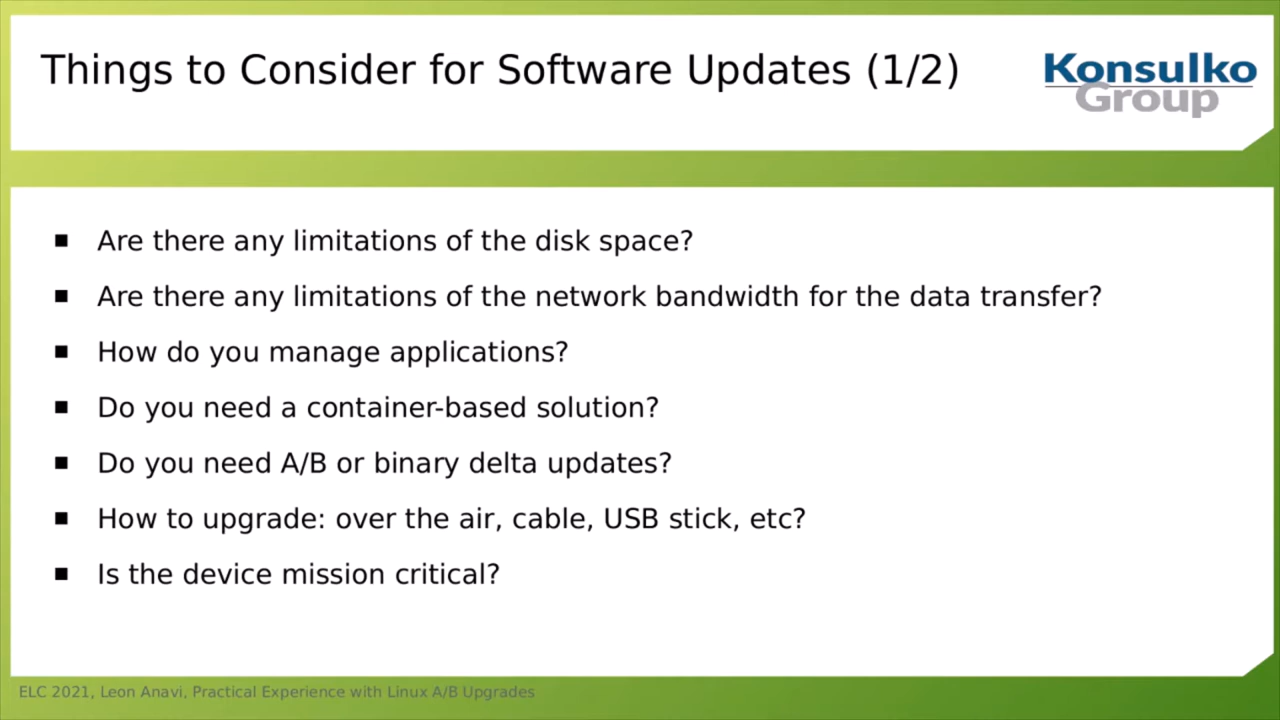 Things to Consider for Software Updates (1/2)
Konsulko
Group
Are there any limitations of the disk space?
Are there any limitations of the network bandwidth for the data transfer?
How do you manage applications?
Do you need a container-based solution?
Do you need A/B or binary delta updates?
How to upgrade: over the air, cable, USB stick, etc?
Is the device mission critical?
ELC 2021, Leon Anavi, Practical Experience with Linux A/B Upgrades